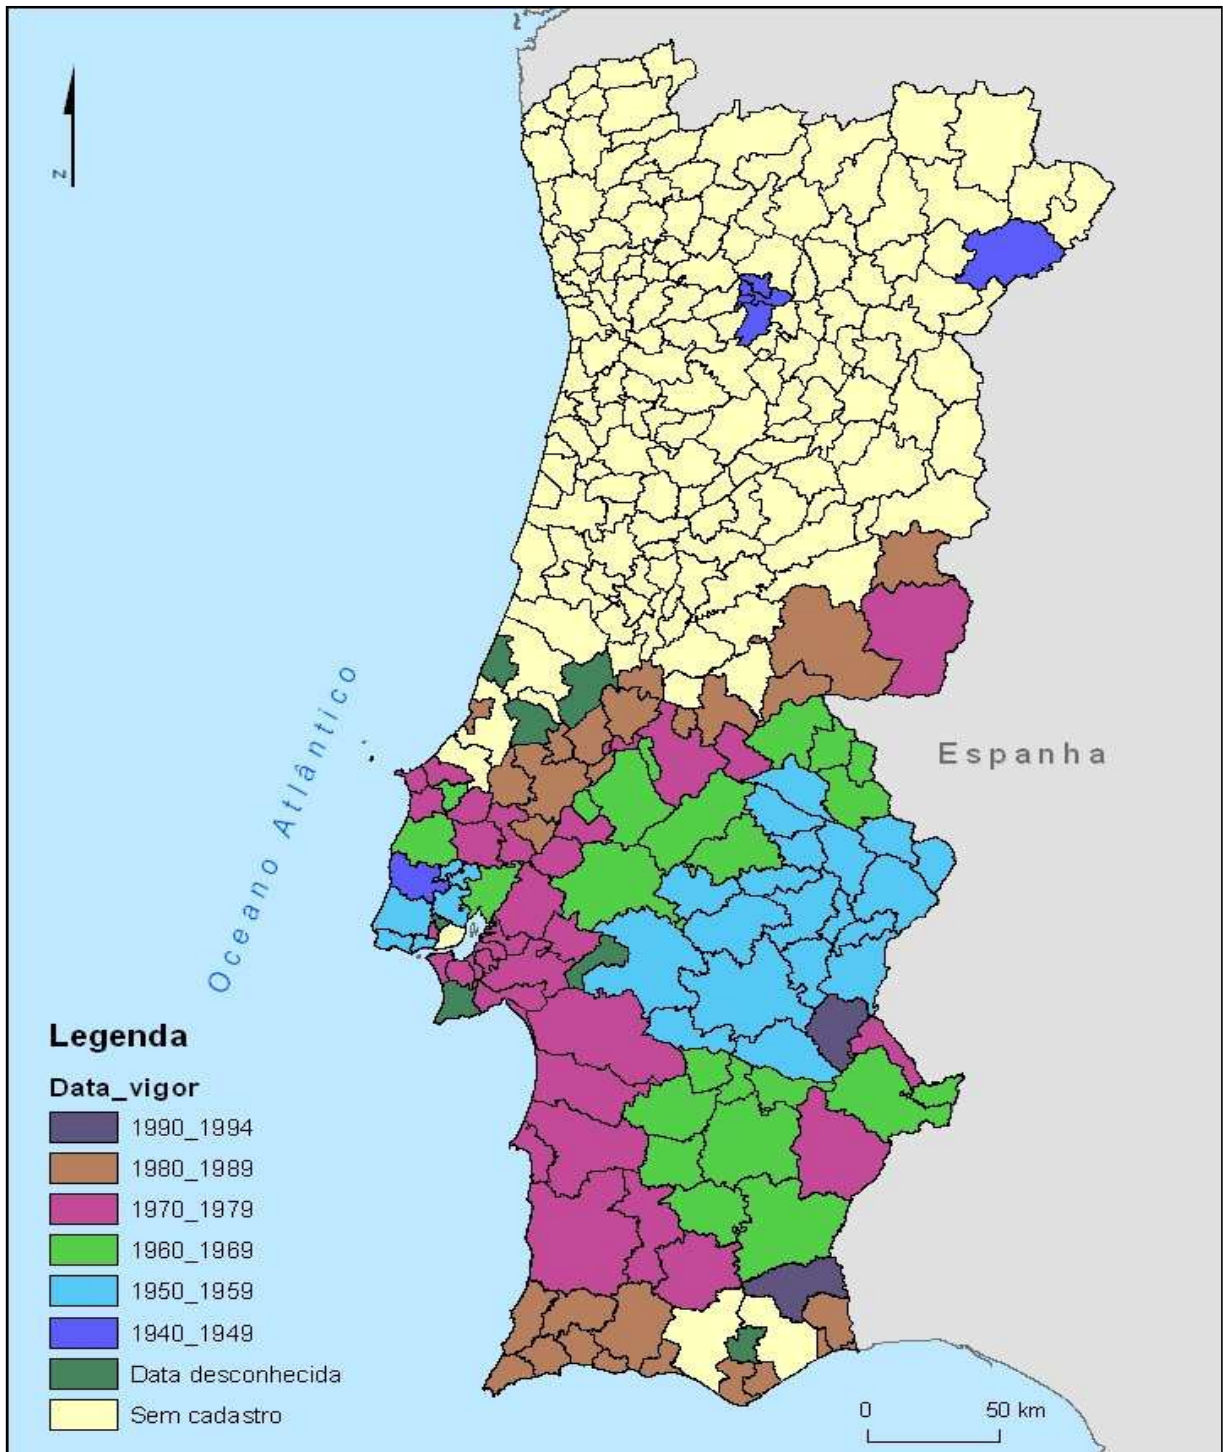 z
Espanha
Oceano Atlântico
Legenda
Data_vigor
1990_1994
1980_1989
1970_1979
1960_1969
1950_1959
1940_1949
Data desconhecida
Sem cadastro
0 50 km